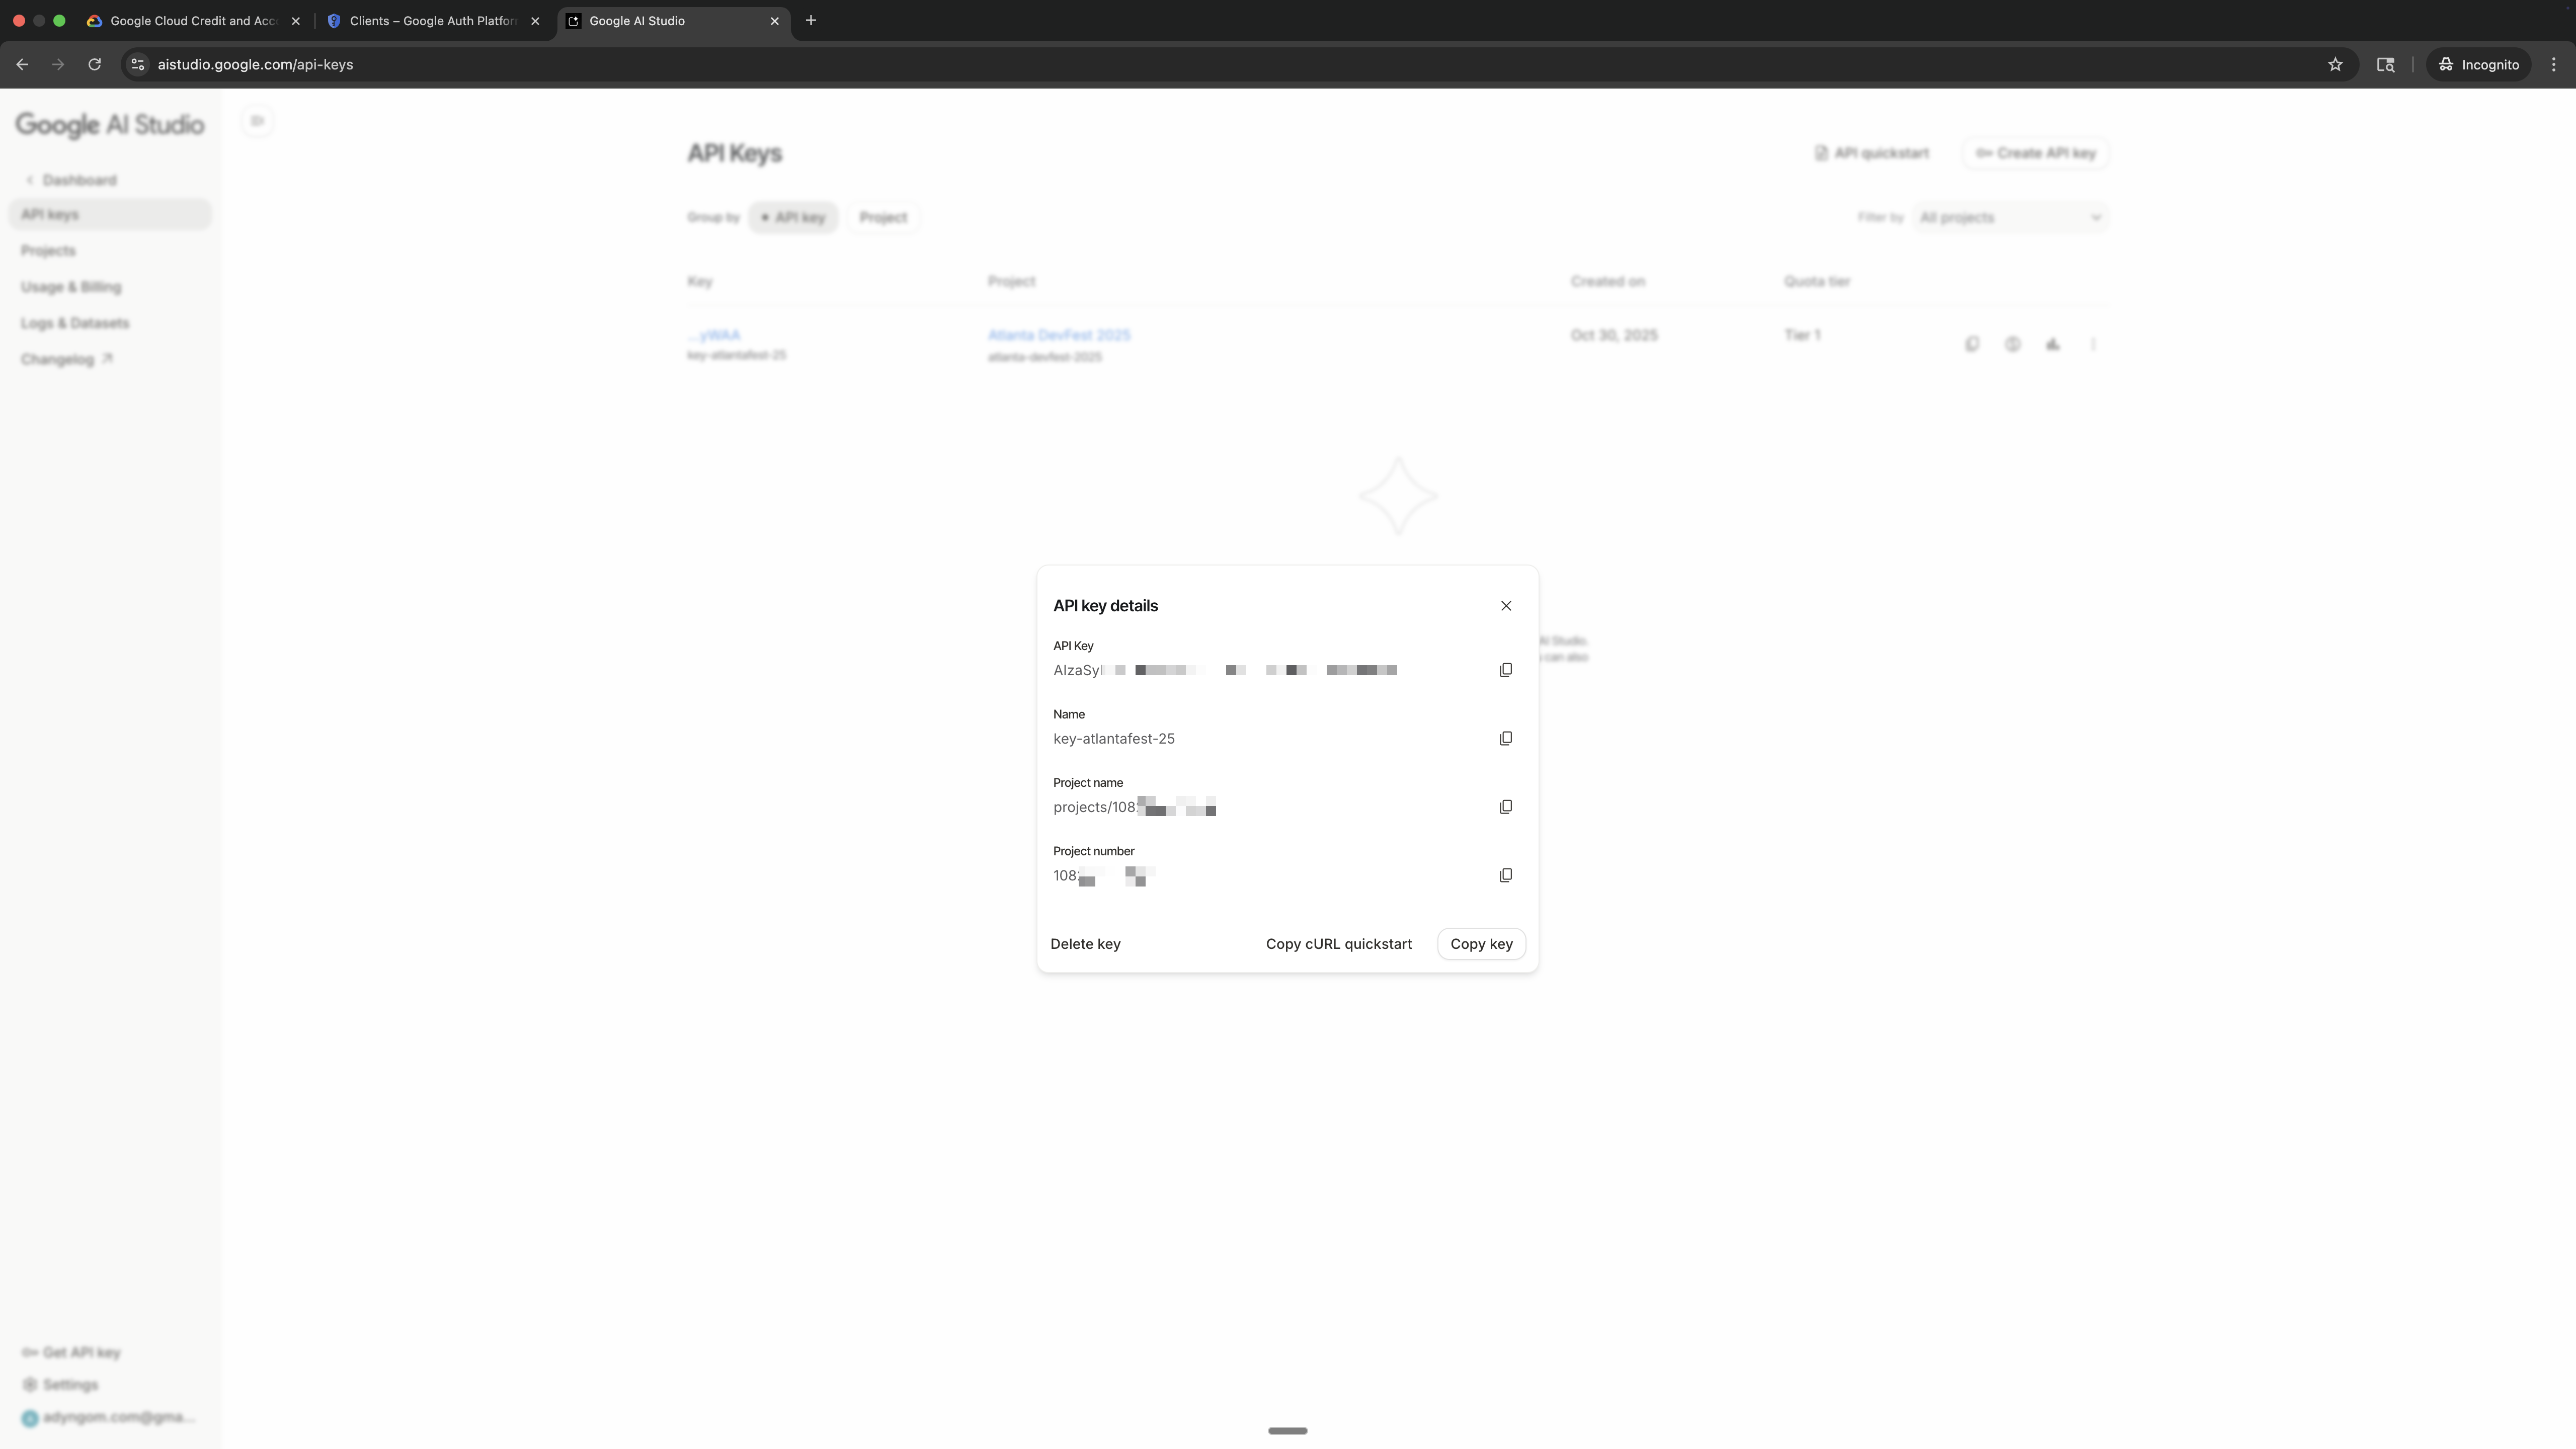 Google Cloud Credit and Acc
Clients – Google Auth Platfor
Google AI Studio
aistudio.google.com/api-keys
Incognito
Google AI Studio
Dashboard
API keys
Projects
Usage & Billing
Logs & Datasets
Changelog
API Keys
API quickstart
Create API key
Group by
API key
Project
Filter by
All projects
Key
Project
Created on
Quota tier
...yWAA
Atlanta DevFest 2025
Oct 30, 2025
Tier 1
key-atlantafest-25
atlanta-devfest-2025
AI Studio.
can also
API key details
API Key
AIzaSy
Name
key-atlantafest-25
Project name
projects/108
Project number
108
Delete key
Copy cURL quickstart
Copy key
Get API key
Settings
adyngom.com@gma...